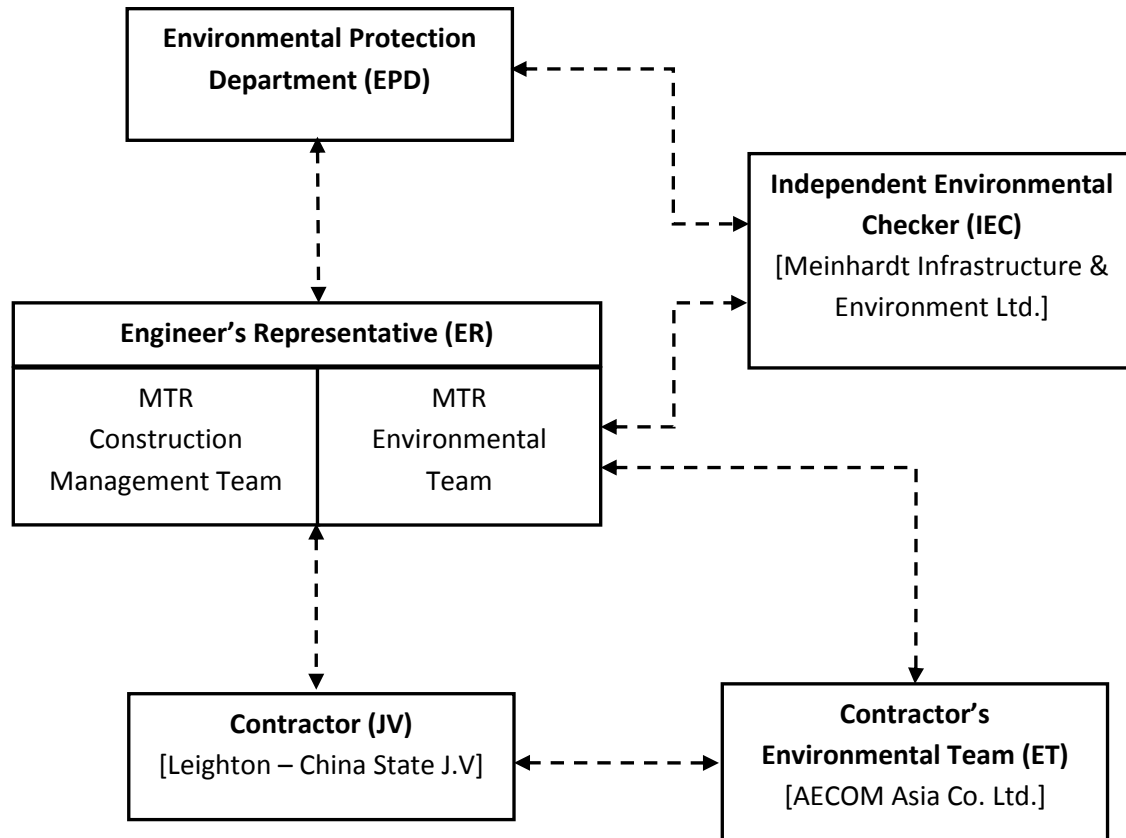 Environmental Protection
Department (EPD)
Independent Environmental
Checker (IEC)
[Meinhardt Infrastructure &
Environment Ltd.]
Engineer’s Representative (ER)
MTR
Construction
Management Team
MTR
Environmental
Team
Contractor (JV)
[Leighton – China State J.V]
Contractor’s
Environmental Team (ET)
[AECOM Asia Co. Ltd.]